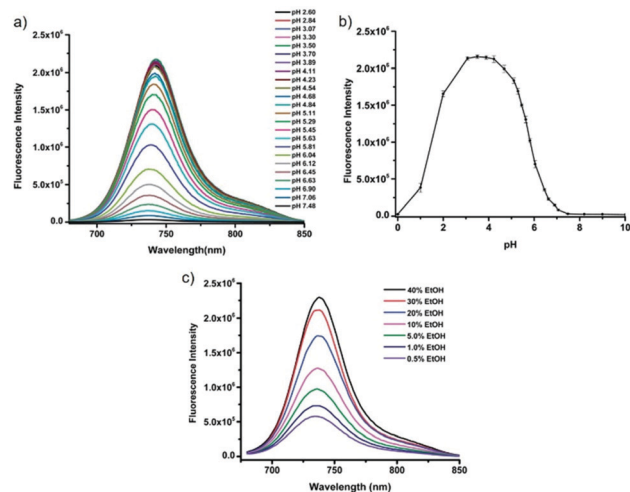 a)
Fluorescence Intensity
2.5x10⁶
2.0x10⁶
1.5x10⁶
1.0x10⁶
5.0x10⁵
0.0
700 750 800 850
Wavelength(nm)
pH 2.60
pH 2.84
pH 3.07
pH 3.30
pH 3.50
pH 3.70
pH 3.89
pH 4.11
pH 4.23
pH 4.54
pH 4.68
pH 4.84
pH 5.11
pH 5.29
pH 5.45
pH 5.63
pH 5.81
pH 6.04
pH 6.12
pH 6.45
pH 6.63
pH 6.90
pH 7.06
pH 7.48
b)
Fluorescence Intensity
2.5x10⁶
2.0x10⁶
1.5x10⁶
1.0x10⁶
5.0x10⁵
0.0
0 2 4 6 8 10
pH
c)
Fluorescence Intensity
2.5x10⁶
2.0x10⁶
1.5x10⁶
1.0x10⁶
5.0x10⁵
0.0
700 750 800 850
Wavelength (nm)
40% EtOH
30% EtOH
20% EtOH
10% EtOH
5.0% EtOH
1.0% EtOH
0.5% EtOH